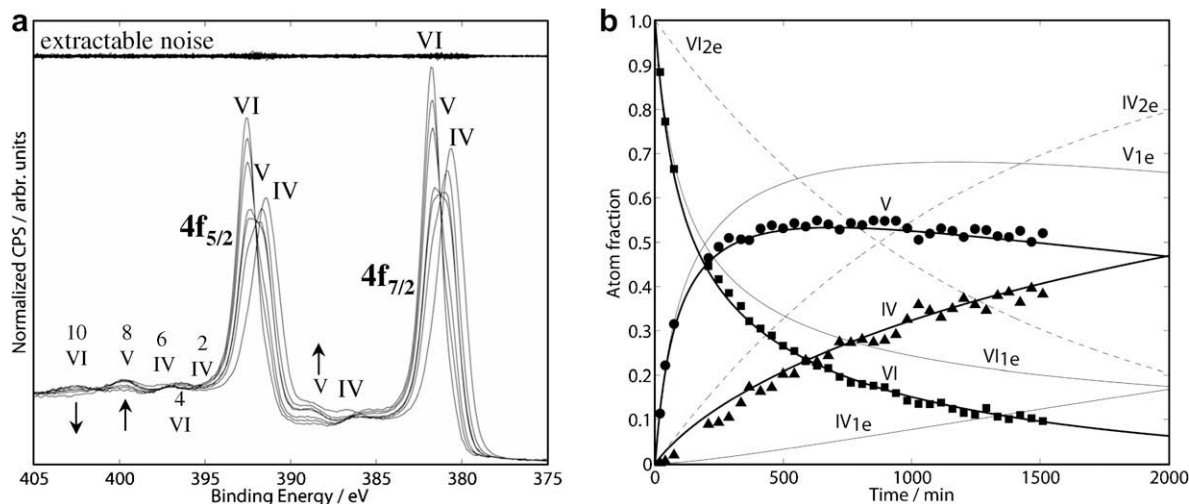 a
extractable noise
VI
VI
V
IV
V
IV
4f5/2
4f7/2
10
VI
8
V
6
IV
2
IV
4
VI
V
IV
Normalized CPS / arbr. units
405
400
395
390
385
380
375
Binding Energy / eV
b
1.0
0.9
0.8
0.7
0.6
0.5
0.4
0.3
0.2
0.1
0
Atom fraction
VI2e
IV2e
V1e
V
IV
VI1e
VI
IV1e
0
500
1000
1500
2000
Time / min